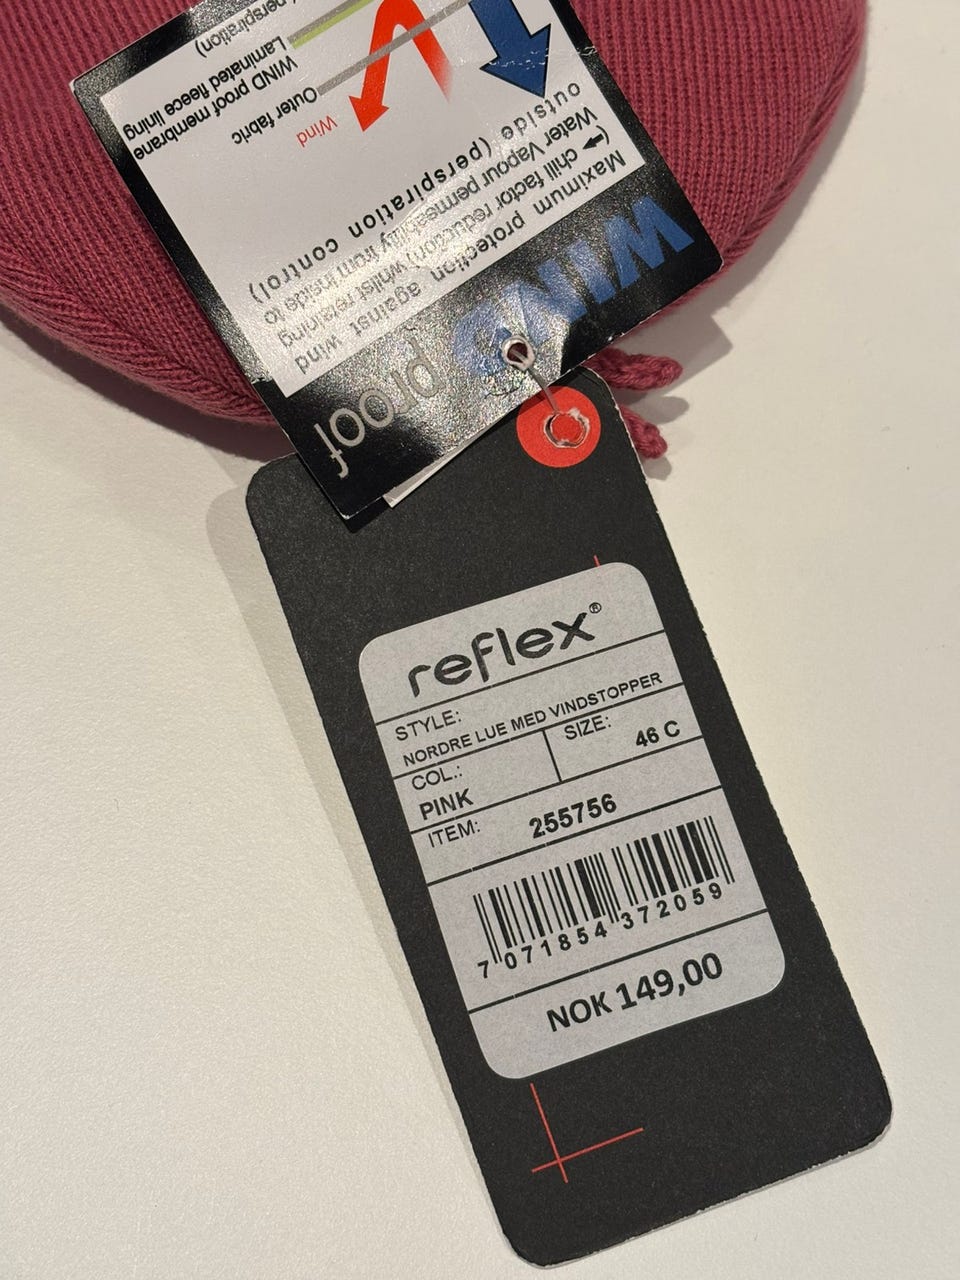 WIND
proof
Maximum protection against wind
( chill factor reduction) whilst retaining
Water Vapour permeability from inside to
outside (perspiration control)
Wind
Outer fabric
WIND proof membrane
Laminated fleece lining
perspiration)
reflex®
STYLE:
NORDRE LUE MED VINDSTOPPER
COL.:
PINK
SIZE:
46 C
ITEM: 255756
7 071854 372059
NOK 149,00